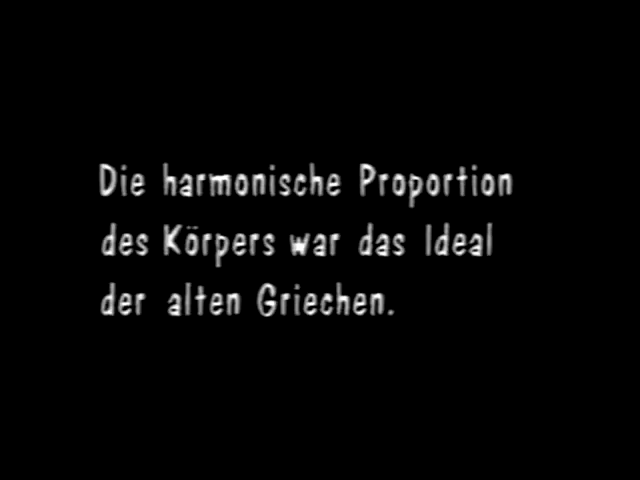 Die harmonische Proportion
des Körpers war das Ideal
der alten Griechen.